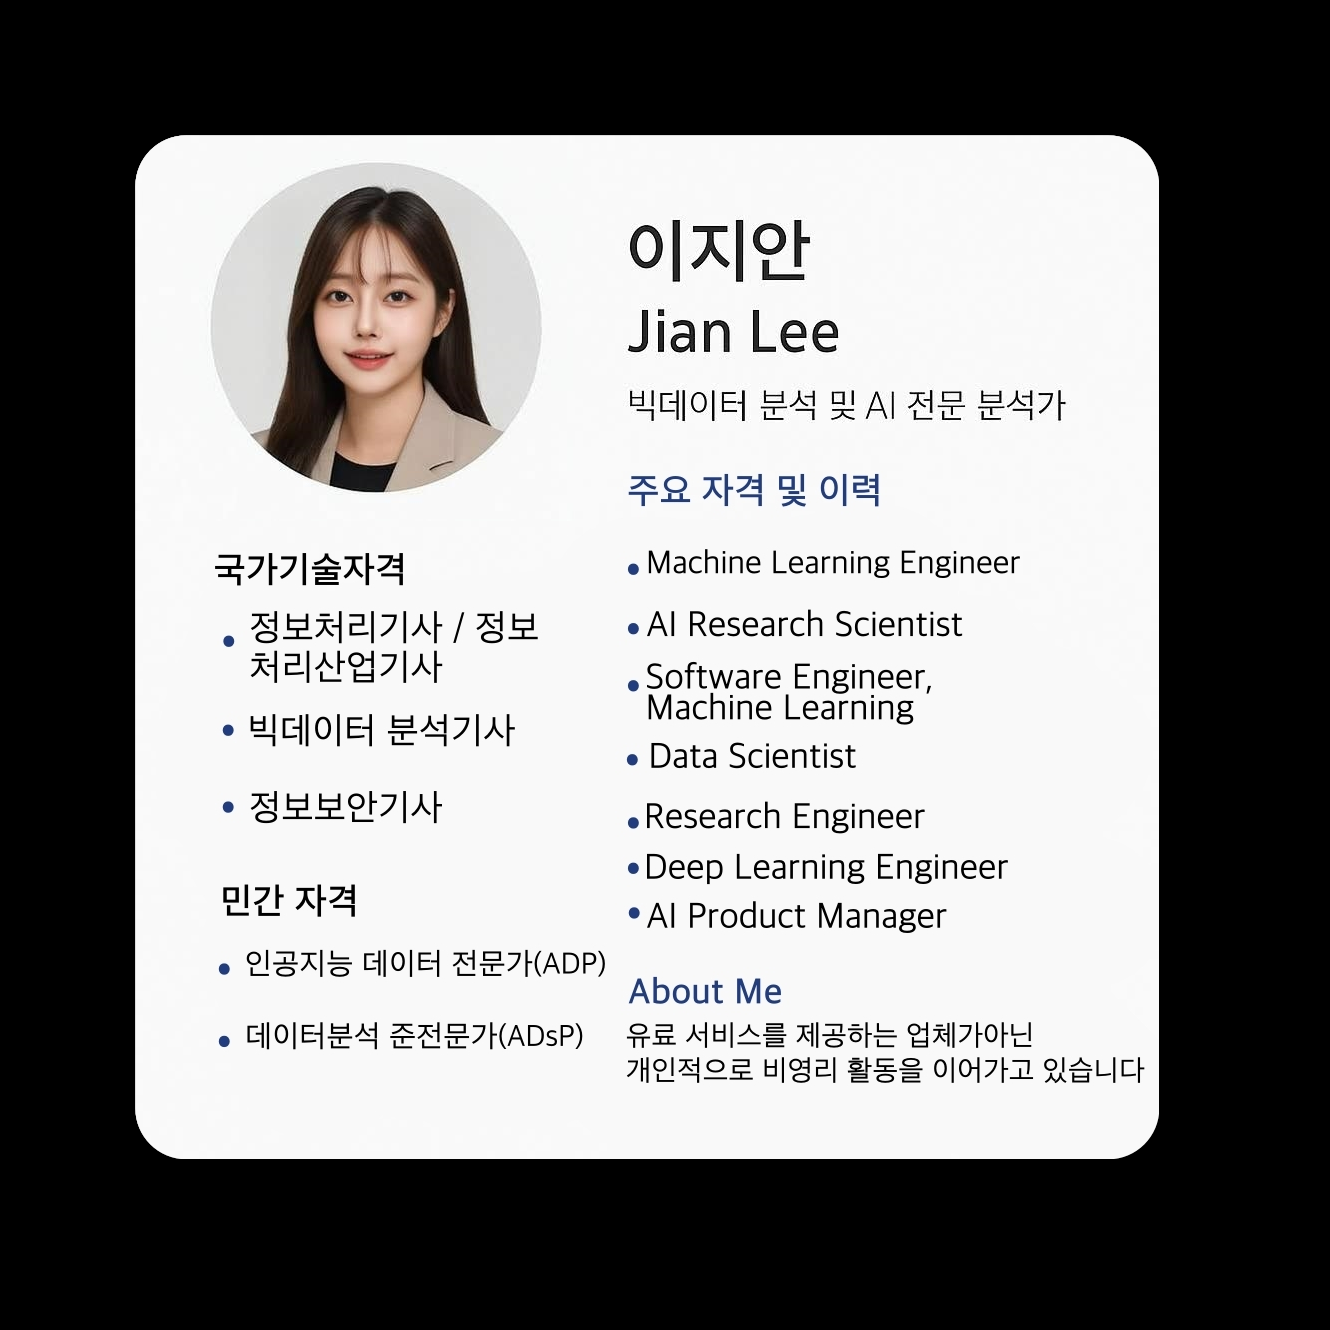 이지안
Jian Lee
빅데이터 분석 및 AI 전문 분석가
주요 자격 및 이력
Machine Learning Engineer
AI Research Scientist
Software Engineer,
Machine Learning
Data Scientist
Research Engineer
Deep Learning Engineer
AI Product Manager
About Me
유료 서비스를 제공하는 업체가아닌
개인적으로 비영리 활동을 이어가고 있습니다
국가기술자격
정보처리기사 / 정보
처리산업기사
빅데이터 분석기사
정보보안기사
민간 자격
인공지능 데이터 전문가(ADP)
데이터분석 준전문가(ADsP)